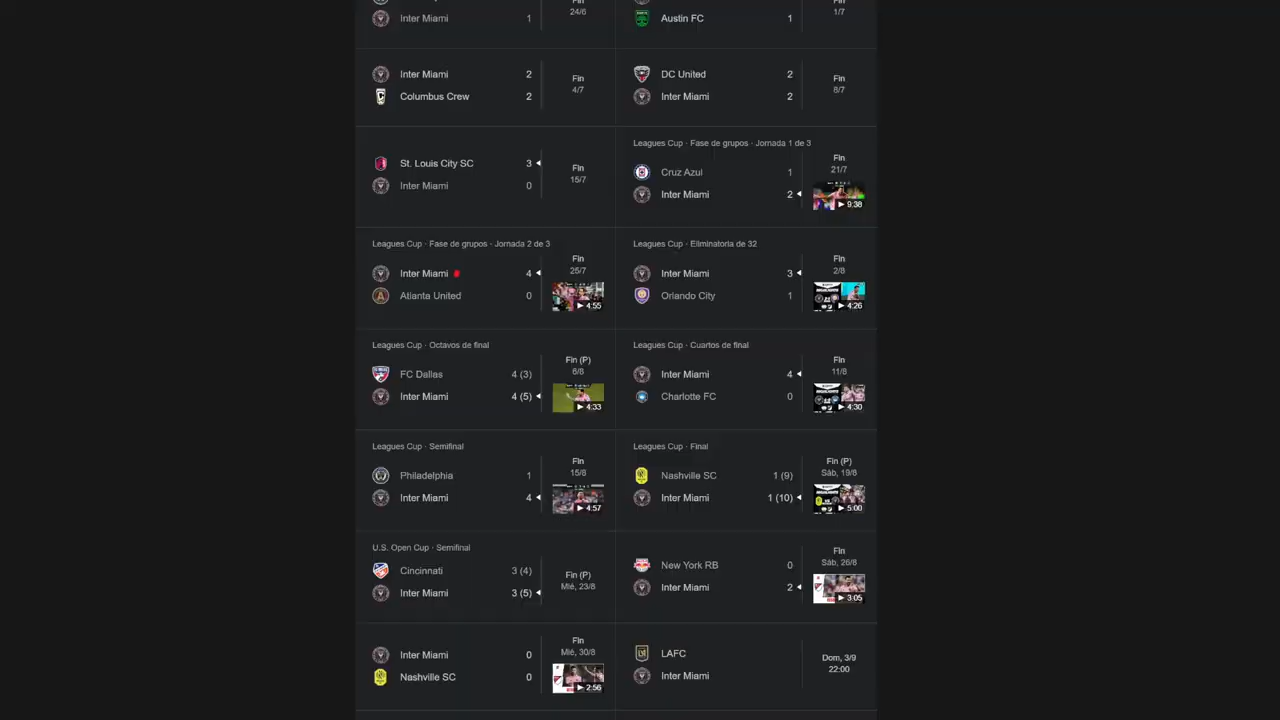 Fin
24/6
Inter Miami 1
Fin
1/7
Austin FC 1
Inter Miami 2
Columbus Crew 2
Fin
4/7
DC United 2
Inter Miami 2
Fin
8/7
St. Louis City SC 3
Inter Miami 0
Fin
15/7
Leagues Cup · Fase de grupos · Jornada 1 de 3
Cruz Azul 1
Inter Miami 2
Fin
21/7
9:38
Leagues Cup · Fase de grupos · Jornada 2 de 3
Inter Miami 4
Atlanta United 0
Fin
25/7
4:55
Leagues Cup · Eliminatoria de 32
Inter Miami 3
Orlando City 1
Fin
2/8
4:26
Leagues Cup · Octavos de final
FC Dallas 4 (3)
Inter Miami 4 (5)
Fin (P)
6/8
4:33
Leagues Cup · Cuartos de final
Inter Miami 4
Charlotte FC 0
Fin
11/8
4:30
Leagues Cup · Semifinal
Philadelphia 1
Inter Miami 4
Fin
15/8
4:57
Leagues Cup · Final
Nashville SC 1 (9)
Inter Miami 1 (10)
Fin (P)
Sáb, 19/8
5:00
U.S. Open Cup · Semifinal
Cincinnati 3 (4)
Inter Miami 3 (5)
Fin (P)
Mié, 23/8
New York RB 0
Inter Miami 2
Fin
Sáb, 26/8
3:05
Inter Miami 0
Nashville SC 0
Fin
Mié, 30/8
2:56
LAFC
Inter Miami
Dom, 3/9
22:00